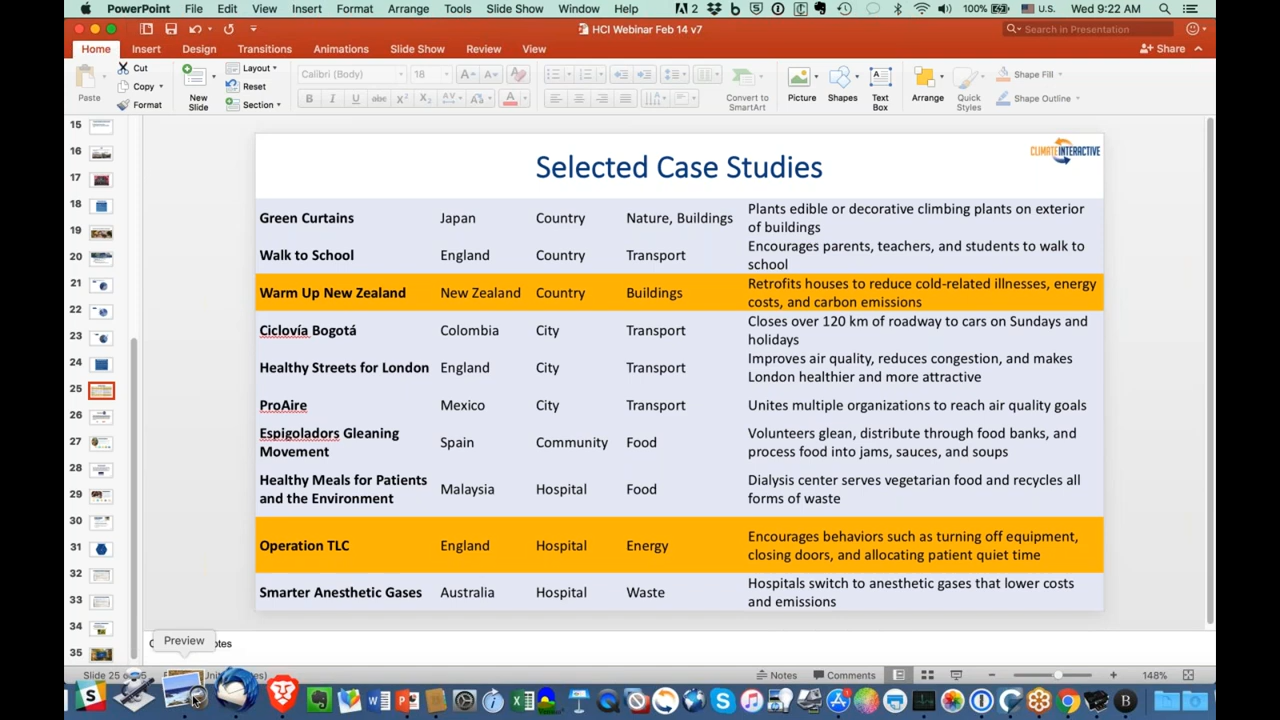 PowerPoint File Edit View Insert Format Arrange Tools Slide Show Window Help 2 100% U.S. Wed 9:22 AM
HCI Webinar Feb 14 v7
Search in Presentation
Home Insert Design Transitions Animations Slide Show Review View Share
Paste Cut Copy Format
New Slide Layout Reset Section
Calibri (Body) 18
Convert to SmartArt
Picture Shapes Text Box Arrange Quick Styles
Shape Fill
Shape Outline
15
16
17
18
19
20
21
22
23
24
25
26
27
28
29
30
31
32
33
34
35
CLIMATE INTERACTIVE
Selected Case Studies
Green Curtains Japan Country Nature, Buildings Plants edible or decorative climbing plants on exterior
of buildings
Walk to School England Country Transport Encourages parents, teachers, and students to walk to
school
Warm Up New Zealand New Zealand Country Buildings Retrofits houses to reduce cold-related illnesses, energy
costs, and carbon emissions
Ciclovía Bogotá Colombia City Transport Closes over 120 km of roadway to cars on Sundays and
holidays
Healthy Streets for London England City Transport Improves air quality, reduces congestion, and makes
London healthier and more attractive
ProAire Mexico City Transport Unites multiple organizations to reach air quality goals
Espigoladors Gleaning
Movement Spain Community Food Volunteers glean, distribute through food banks, and
process food into jams, sauces, and soups
Healthy Meals for Patients
and the Environment Malaysia Hospital Food Dialysis center serves vegetarian food and recycles all
forms of waste
Operation TLC England Hospital Energy Encourages behaviors such as turning off equipment,
closing doors, and allocating patient quiet time
Smarter Anesthetic Gases Australia Hospital Waste Hospitals switch to anesthetic gases that lower costs
and emissions
Preview
Slide 25 Notes Comments 148%